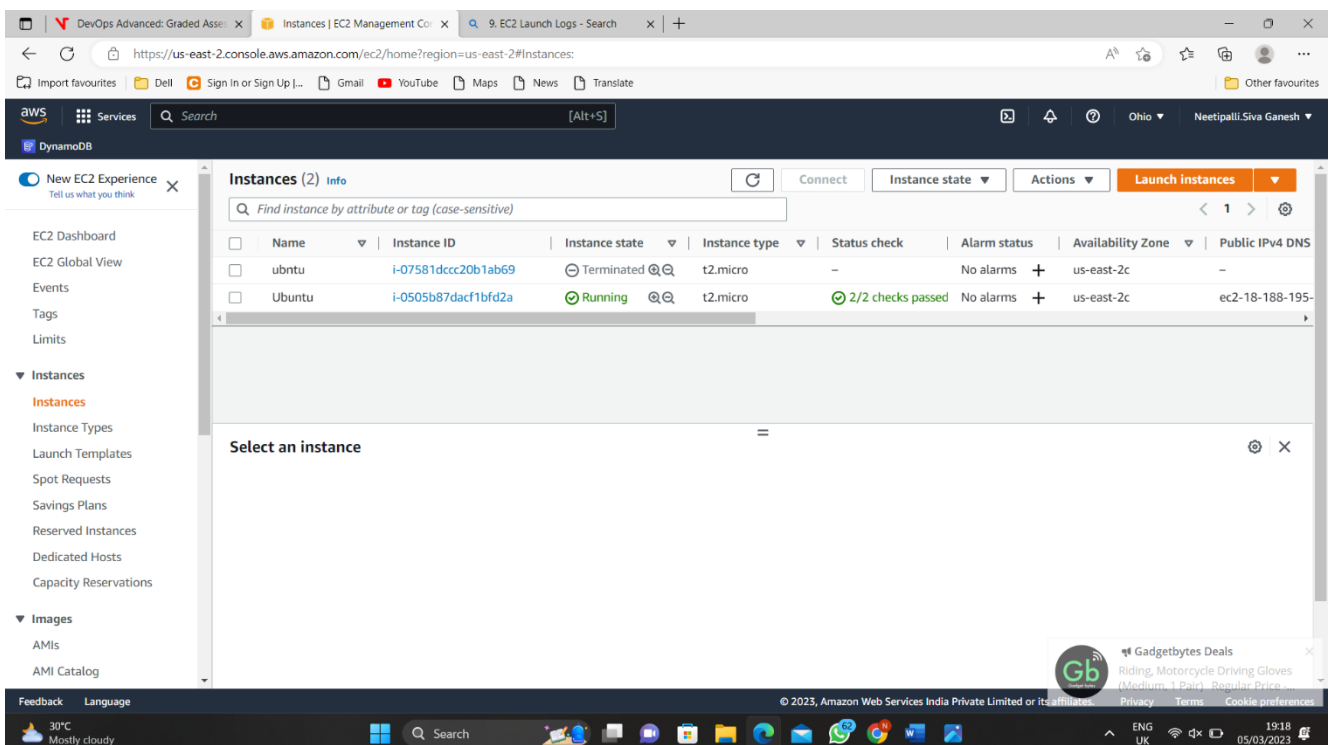 DevOps Advanced: Graded Asses
Instances | EC2 Management Co
9. EC2 Launch Logs - Search
https://us-east-2.console.aws.amazon.com/ec2/home?region=us-east-2#Instances:
Import favourites Dell Sign In or Sign Up |... Gmail YouTube Maps News Translate Other favourites
aws Services Search [Alt+S] Ohio Neetipalli.Siva Ganesh
DynamoDB
New EC2 Experience
Tell us what you think
EC2 Dashboard
EC2 Global View
Events
Tags
Limits
Instances
Instances
Instance Types
Launch Templates
Spot Requests
Savings Plans
Reserved Instances
Dedicated Hosts
Capacity Reservations
Images
AMIs
AMI Catalog
Instances (2) Info Connect Instance state Actions Launch instances
Find instance by attribute or tag (case-sensitive) 1
Name Instance ID Instance state Instance type Status check Alarm status Availability Zone Public IPv4 DNS
ubntu i-07581dccc20b1ab69 Terminated t2.micro – No alarms us-east-2c –
Ubuntu i-0505b87dacf1bfd2a Running t2.micro 2/2 checks passed No alarms us-east-2c ec2-18-188-195-
Select an instance
Gb
Gadgetbytes Deals
Riding, Motorcycle Driving Gloves
(Medium, 1 Pair) Regular Price -...
Feedback Language © 2023, Amazon Web Services India Private Limited or its affiliates. Privacy Terms Cookie preferences
30°C
Mostly cloudy
Search
62
N
ENG
UK
19:18
05/03/2023